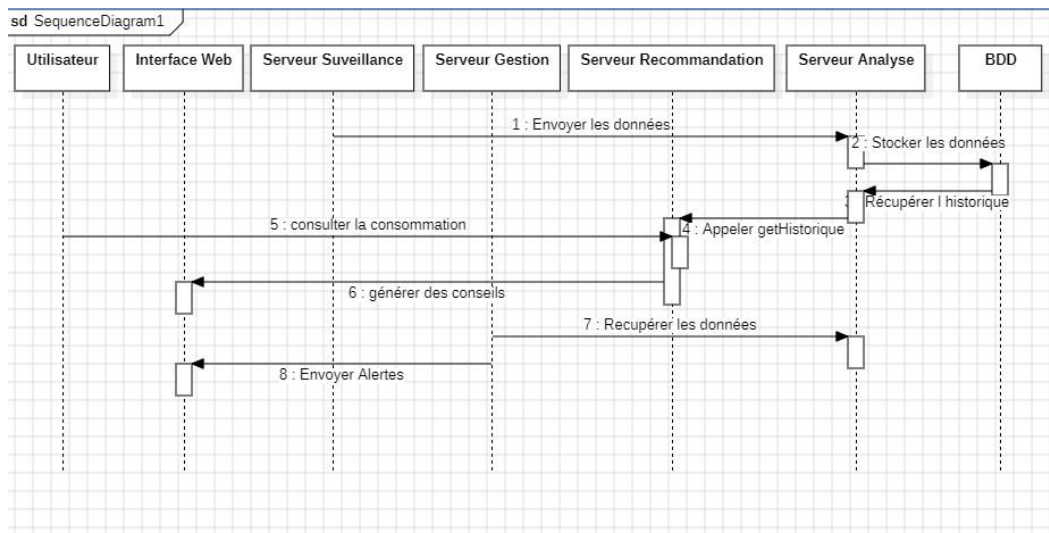 sd SequenceDiagram1
Utilisateur
Interface Web
Serveur Suveillance
Serveur Gestion
Serveur Recommandation
Serveur Analyse
BDD
1 : Envoyer les données
2 : Stocker les données
3 : Récupérer l historique
4 : Appeler getHistorique
5 : consulter la consommation
6 : générer des conseils
7 : Recupérer les données
8 : Envoyer Alertes